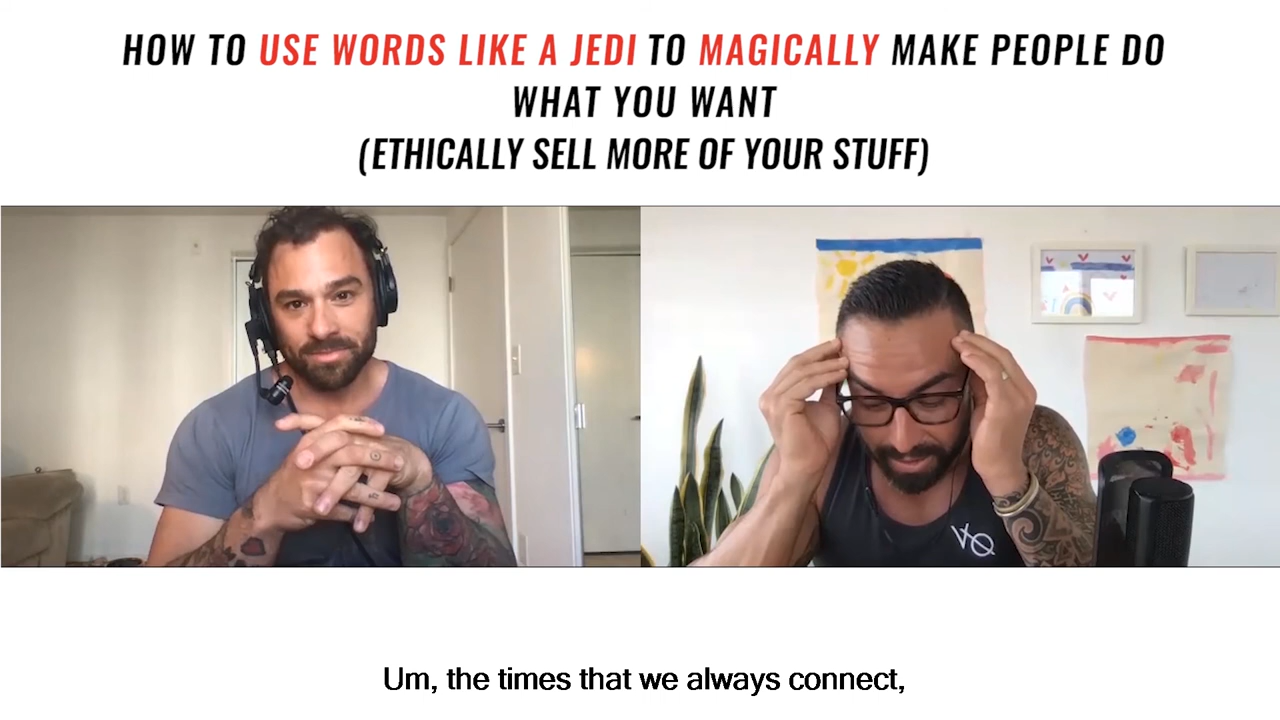 HOW TO USE WORDS LIKE A JEDI TO MAGICALLY MAKE PEOPLE DO
WHAT YOU WANT
(ETHICALLY SELL MORE OF YOUR STUFF)
VQ
Um, the times that we always connect,